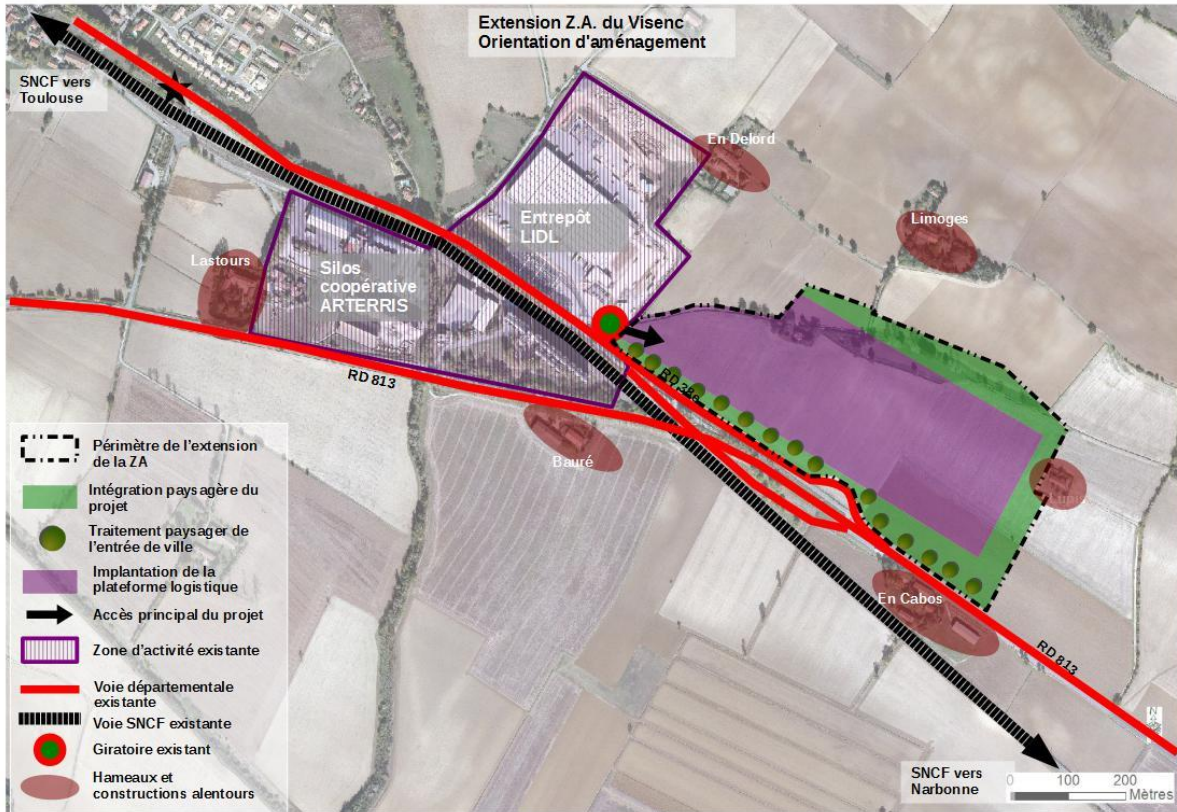 Extension Z.A. du Visenc
Orientation d'aménagement
SNCF vers
Toulouse
En Delord
Limoges
Entrepôt
LIDL
Lastours
Silos
coopérative
ARTERRIS
RD 813
RD 38e
Bauré
Lupis
En Cabos
RD 813
Périmètre de l'extension
de la ZA
Intégration paysagère du
projet
Traitement paysager de
l'entrée de ville
Implantation de la
plateforme logistique
Accès principal du projet
Zone d'activité existante
Voie départementale
existante
Voie SNCF existante
Giratoire existant
Hameaux et
constructions alentours
SNCF vers
Narbonne
0 100 200
Mètres
N